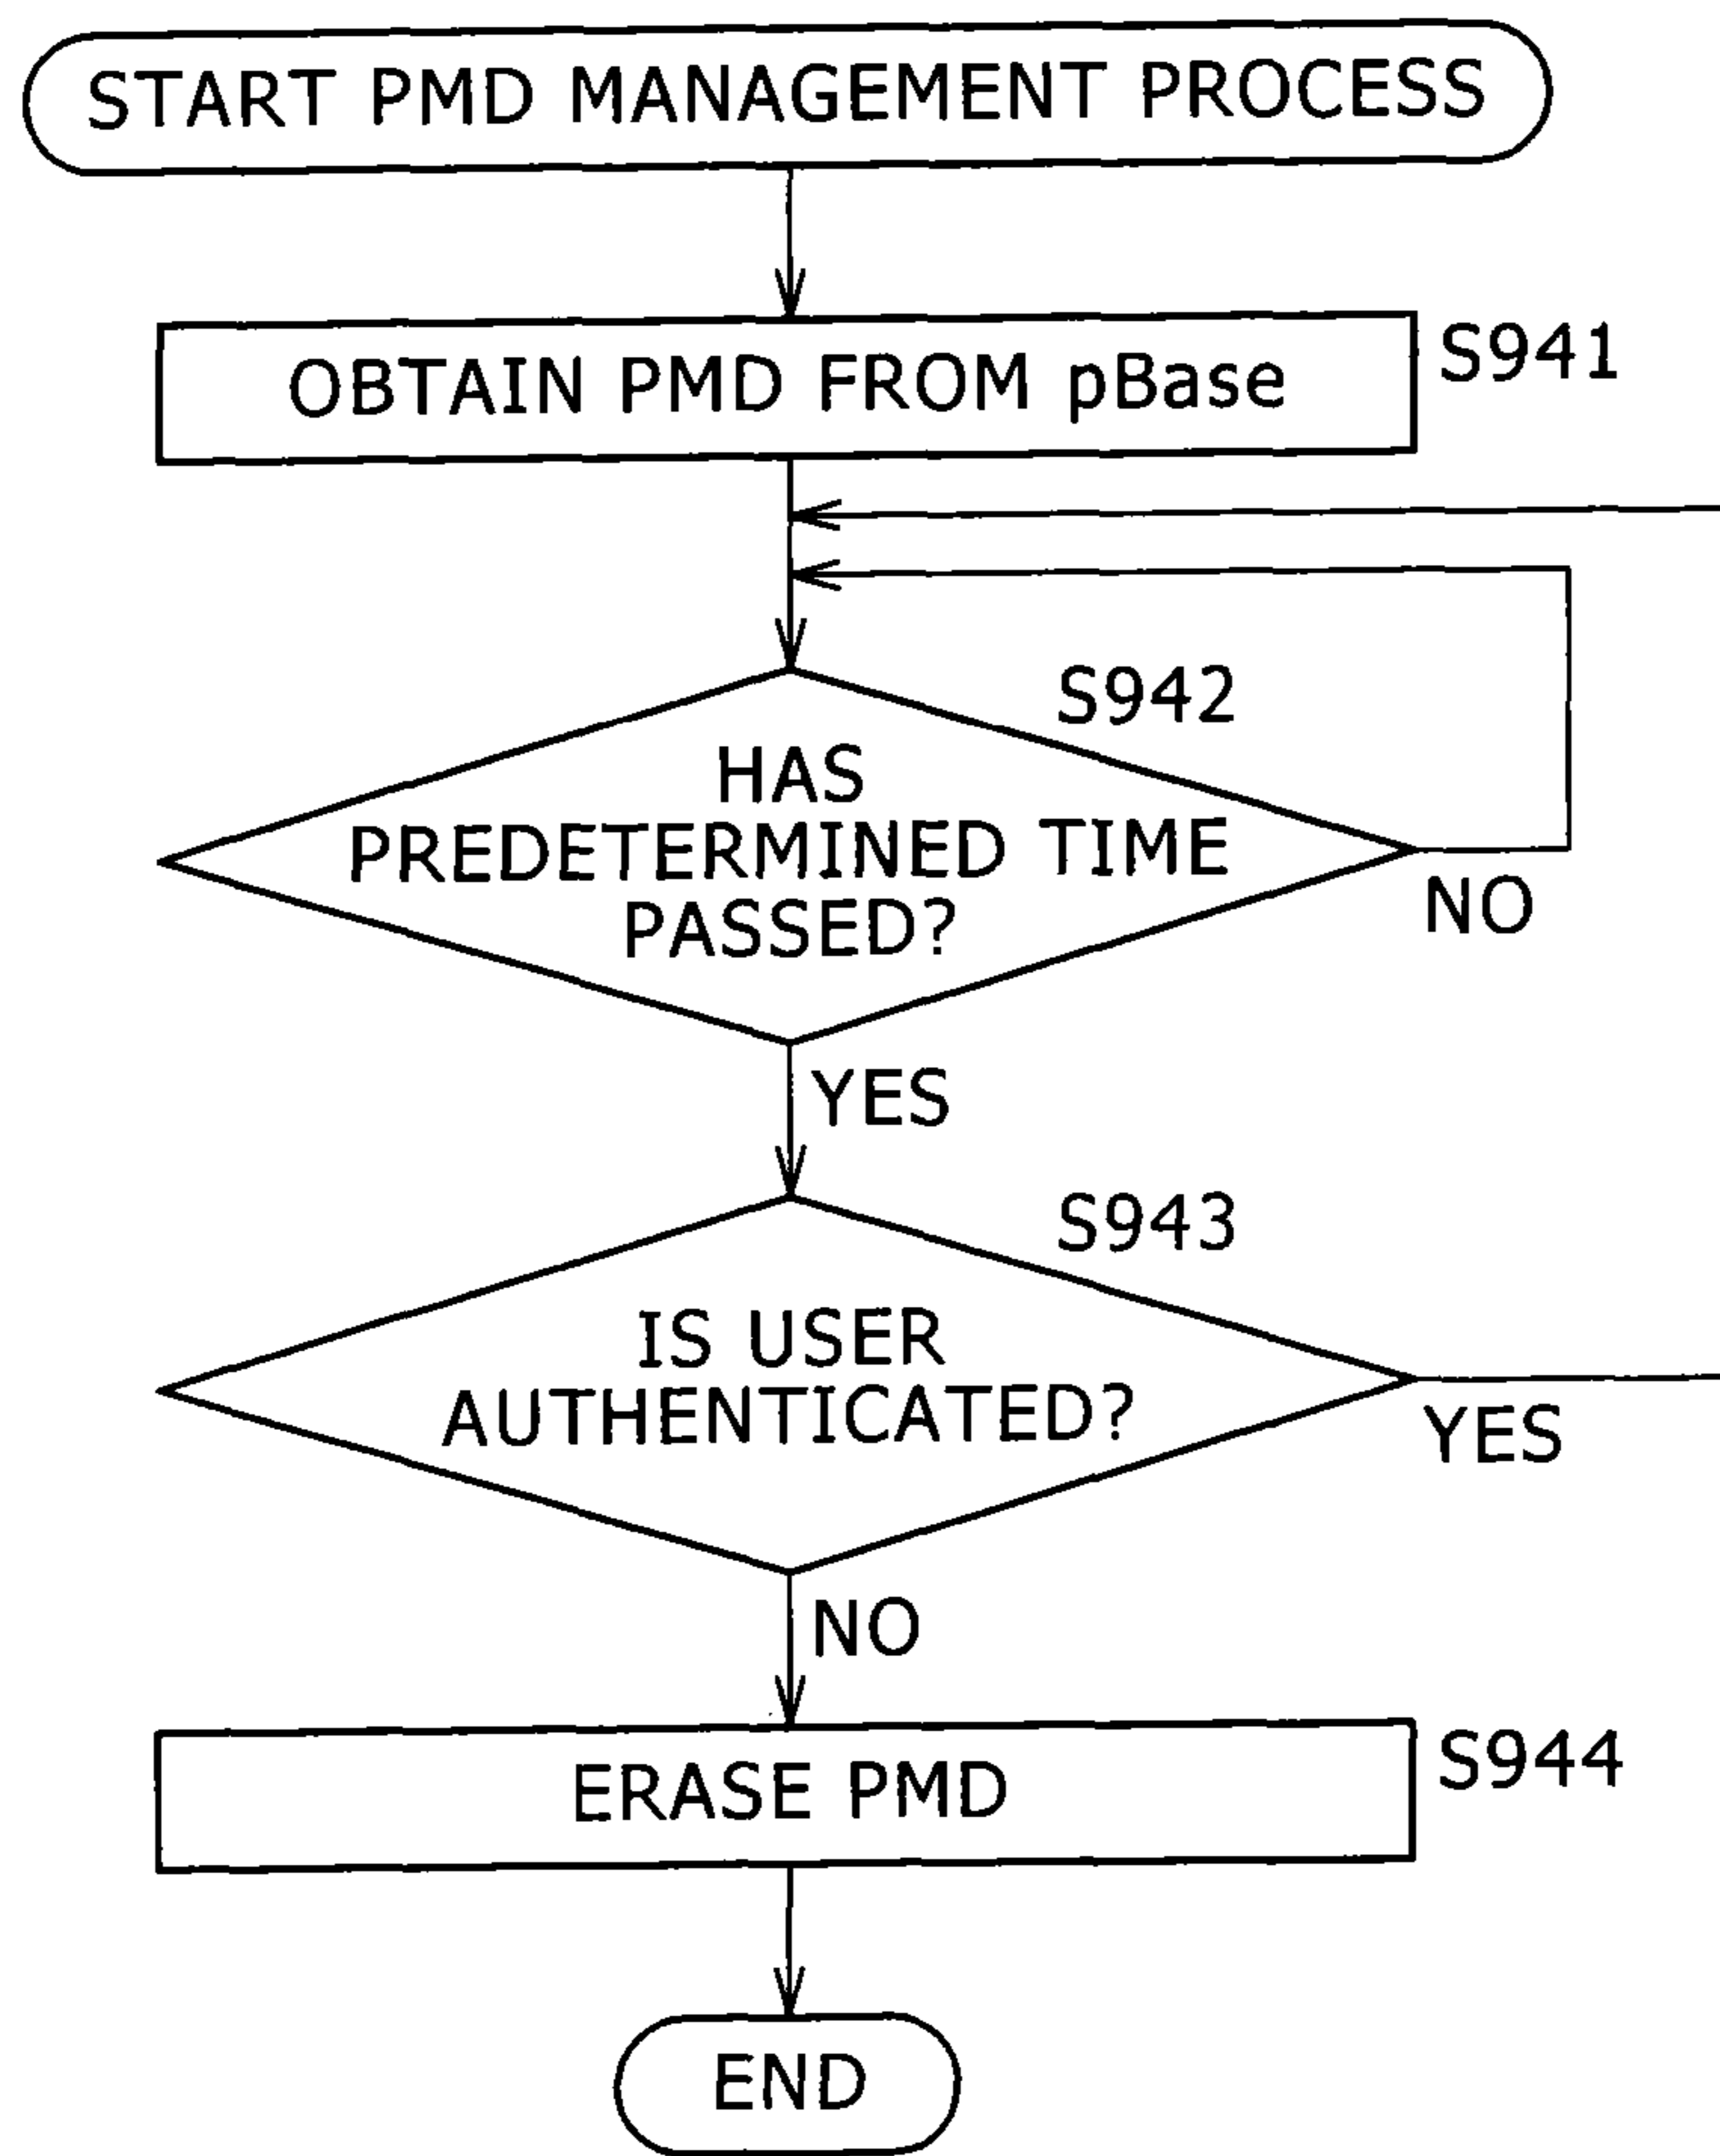 START PMD MANAGEMENT PROCESS
OBTAIN PMD FROM pBase
S941
S942
HAS
PREDETERMINED TIME
PASSED?
NO
YES
S943
IS USER
AUTHENTICATED?
YES
NO
ERASE PMD
S944
END